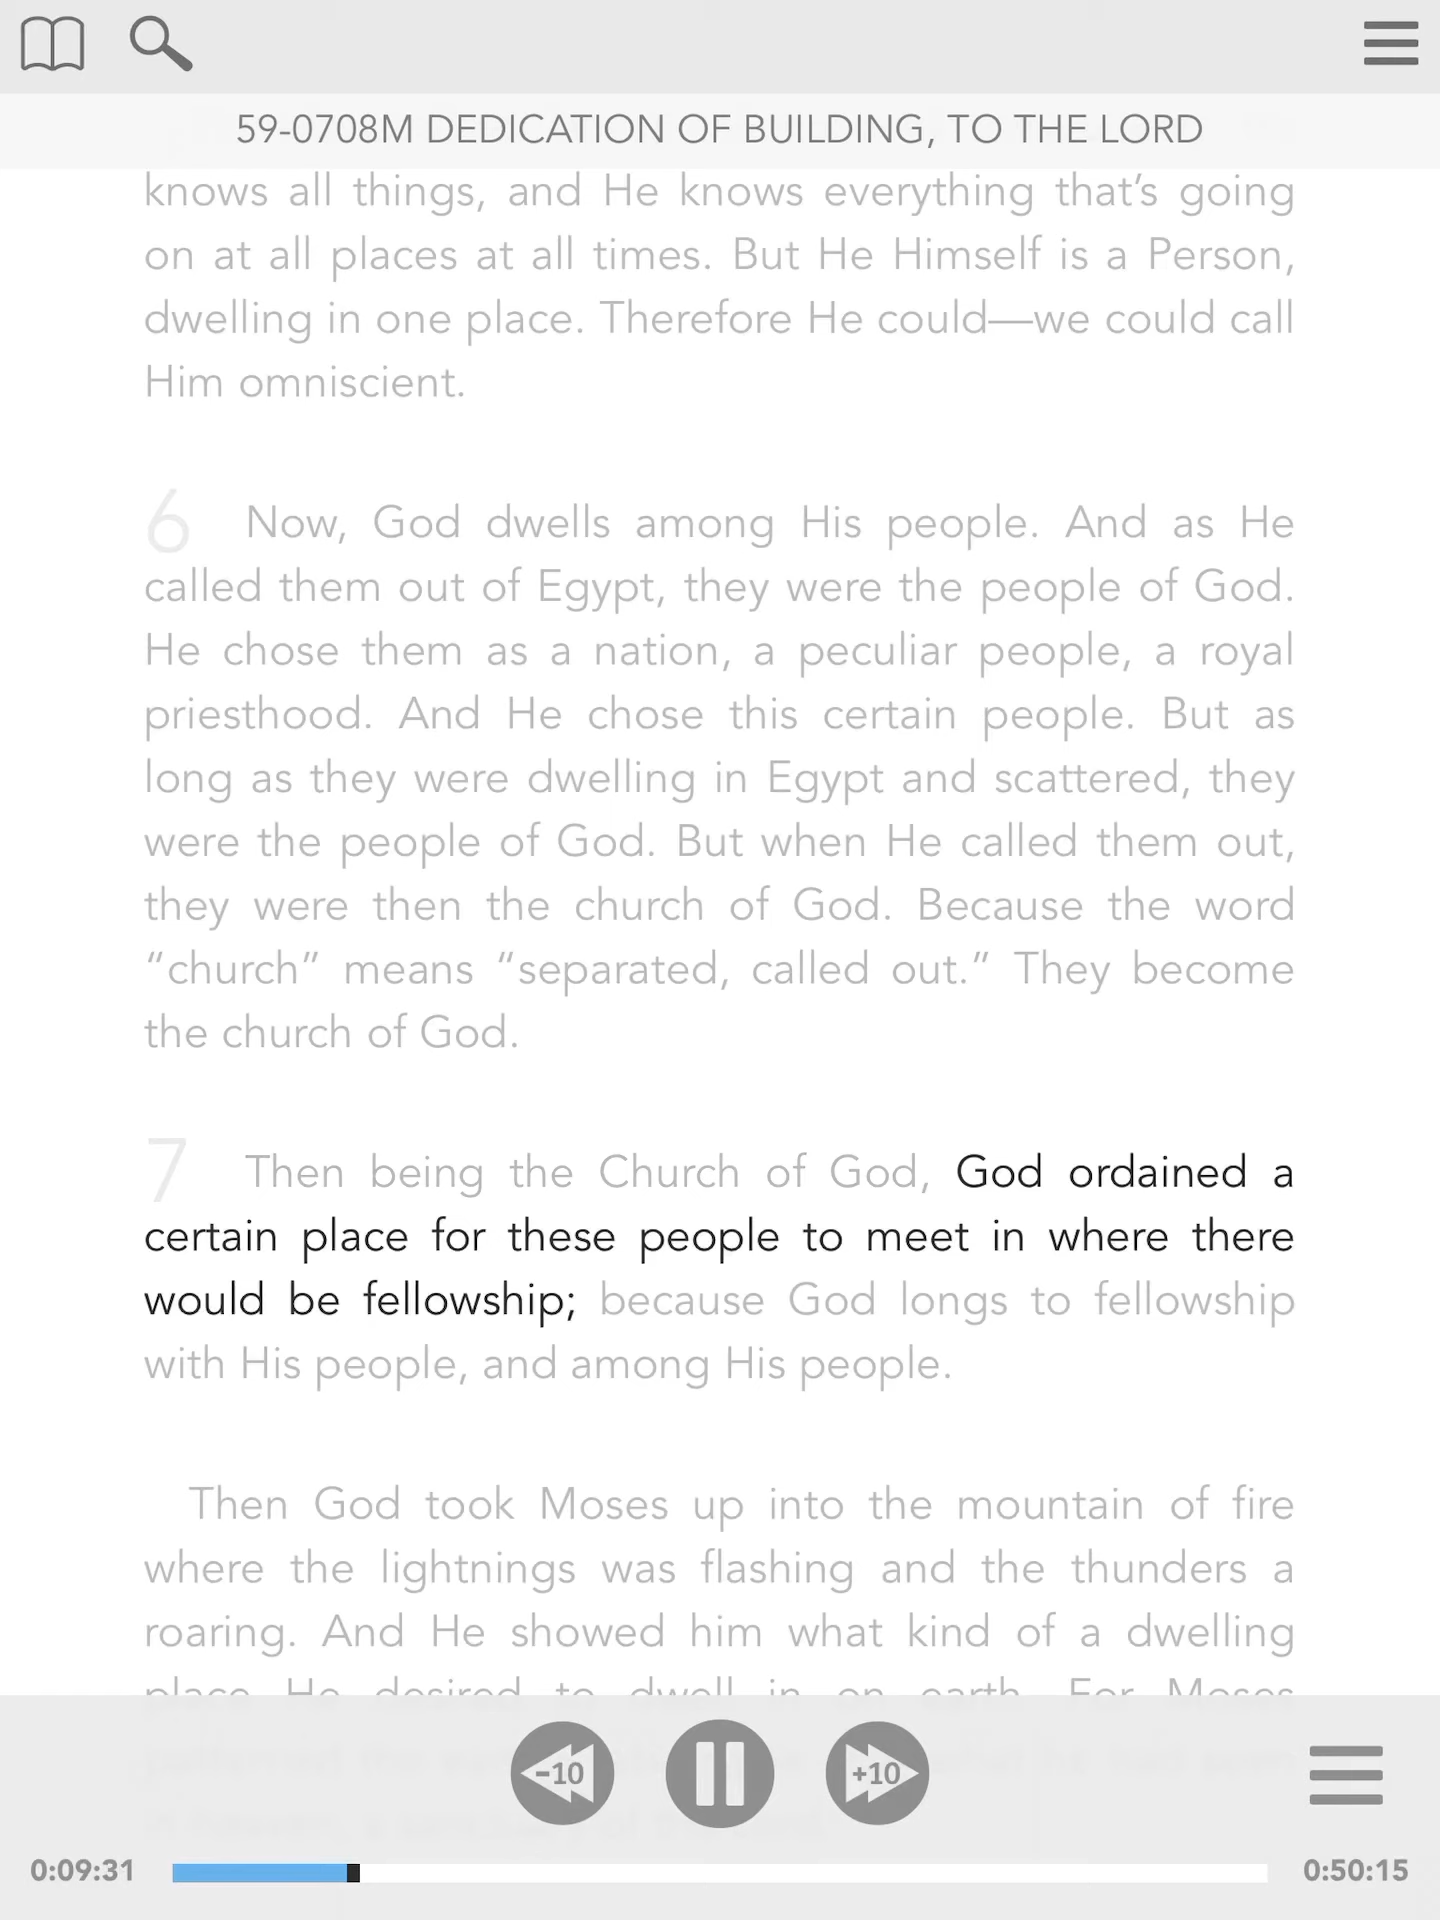 59-0708M DEDICATION OF BUILDING, TO THE LORD
knows all things, and He knows everything that’s going
on at all places at all times. But He Himself is a Person,
dwelling in one place. Therefore He could—we could call
Him omniscient.
6 Now, God dwells among His people. And as He
called them out of Egypt, they were the people of God.
He chose them as a nation, a peculiar people, a royal
priesthood. And He chose this certain people. But as
long as they were dwelling in Egypt and scattered, they
were the people of God. But when He called them out,
they were then the church of God. Because the word
“church” means “separated, called out.” They become
the church of God.
7 Then being the Church of God, God ordained a
certain place for these people to meet in where there
would be fellowship; because God longs to fellowship
with His people, and among His people.
Then God took Moses up into the mountain of fire
where the lightnings was flashing and the thunders a
roaring. And He showed him what kind of a dwelling
place He desired to dwell in on earth. For Moses
-10 +10
0:09:31 0:50:15